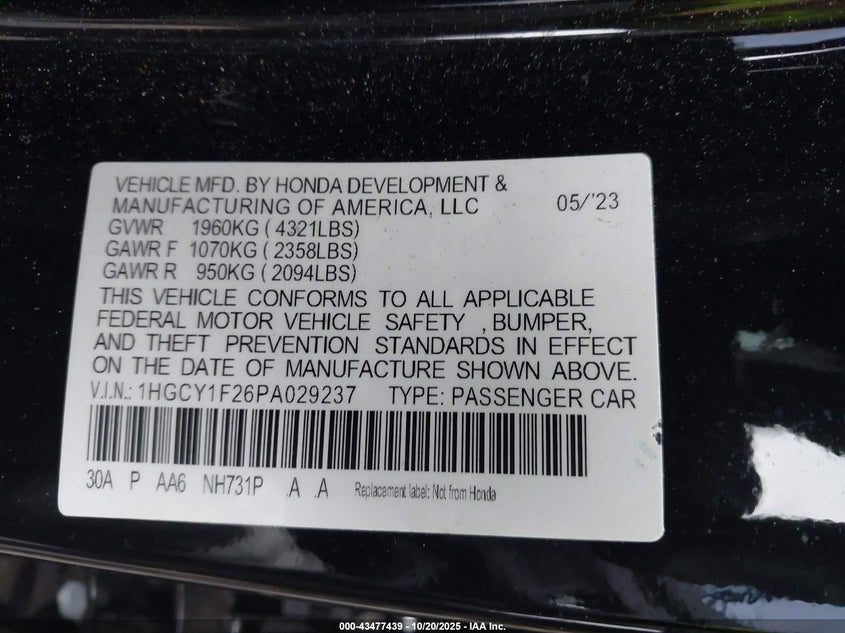 VEHICLE MFD. BY HONDA DEVELOPMENT &
MANUFACTURING OF AMERICA, LLC 05/'23
GVWR 1960KG ( 4321LBS)
GAWR F 1070KG ( 2358LBS)
GAWR R 950KG ( 2094LBS)
THIS VEHICLE CONFORMS TO ALL APPLICABLE
FEDERAL MOTOR VEHICLE SAFETY , BUMPER,
AND THEFT PREVENTION STANDARDS IN EFFECT
ON THE DATE OF MANUFACTURE SHOWN ABOVE.
V.I.N.: 1HGCY1F26PA029237 TYPE: PASSENGER CAR
30A P AA6 NH731P .A .A Replacement label: Not from Honda
000-43477439 - 10/20/2025 - IAA Inc.